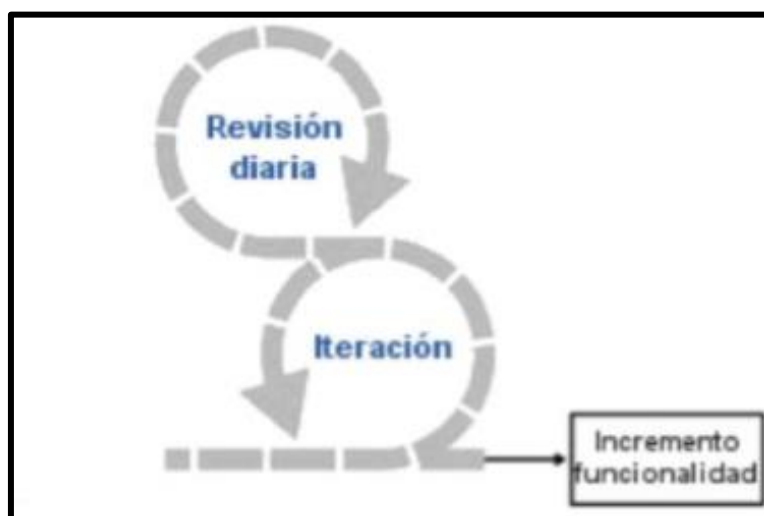 Revisión
diaria
Iteración
Incremento
funcionalidad